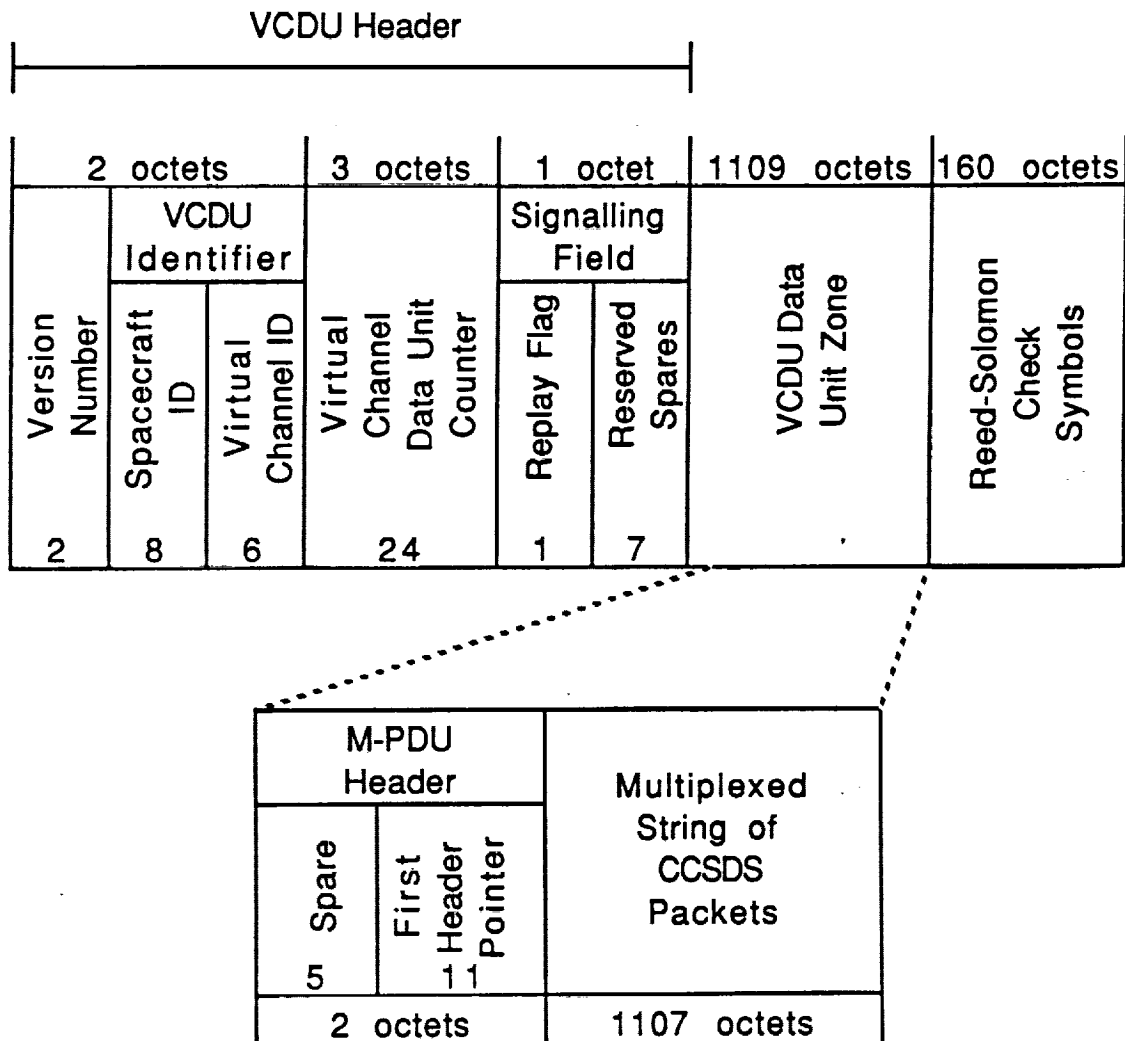 VCDU Header
2 octets
3 octets
1 octet
1109 octets
160 octets
VCDU
Identifier
Signalling
Field
Version
Number
Spacecraft
ID
Virtual
Channel ID
Virtual
Channel
Data Unit
Counter
Replay Flag
Reserved
Spares
VCDU Data
Unit Zone
Reed-Solomon
Check
Symbols
2
8
6
24
1
7
M-PDU
Header
Spare
First
Header
Pointer
Multiplexed
String of
CCSDS
Packets
5
11
2 octets
1107 octets